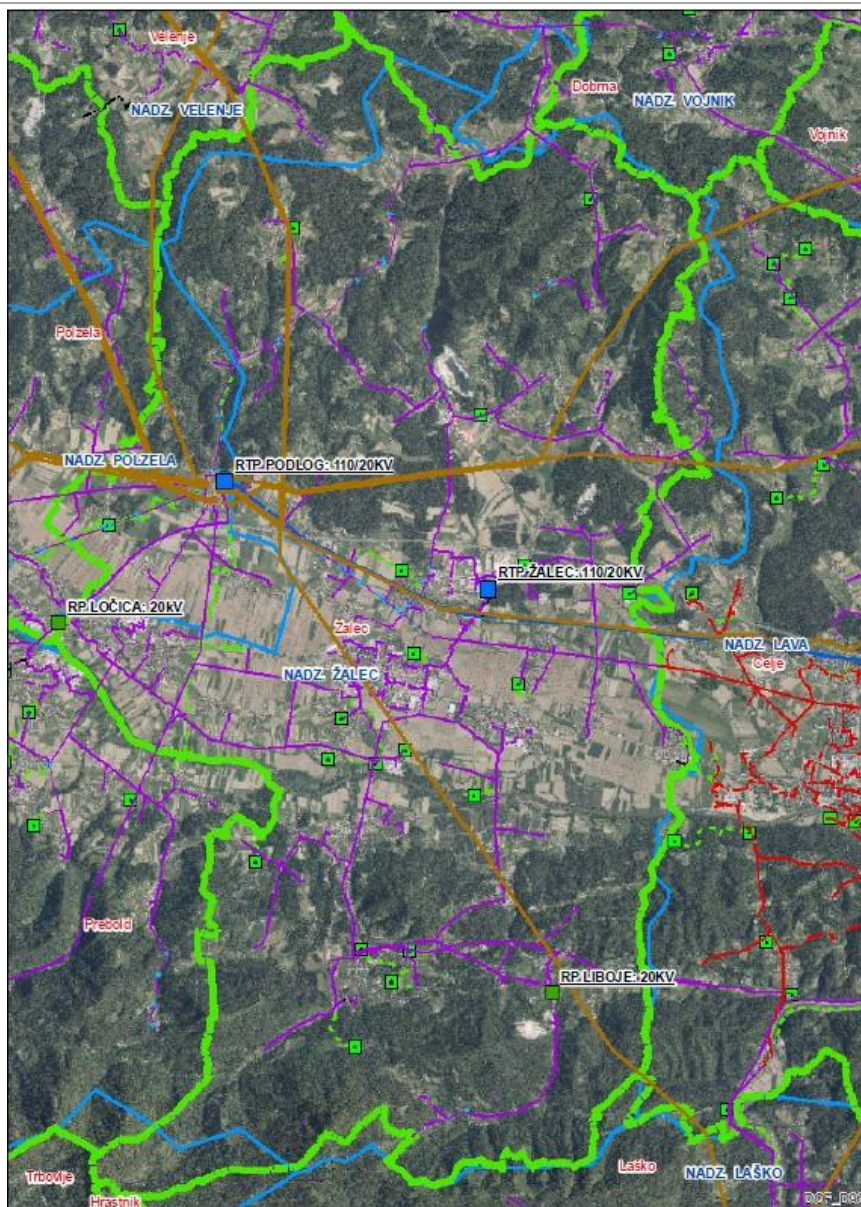 Velenje
Dobrna
NADZ. VOJNIK
NADZ. VELENJE
Vojnik
Polzela
NADZ. POLZELA
RTP PODLOG: 110/20KV
RTP ŽALEC: 110/20KV
RP LOČICA: 20kV
Žalec
NADZ. LAVA
Celje
NADZ. ŽALEC
Prebold
RP LIBOJE: 20KV
Trbovlje
Laško
NADZ. LAŠKO
Hrastnik